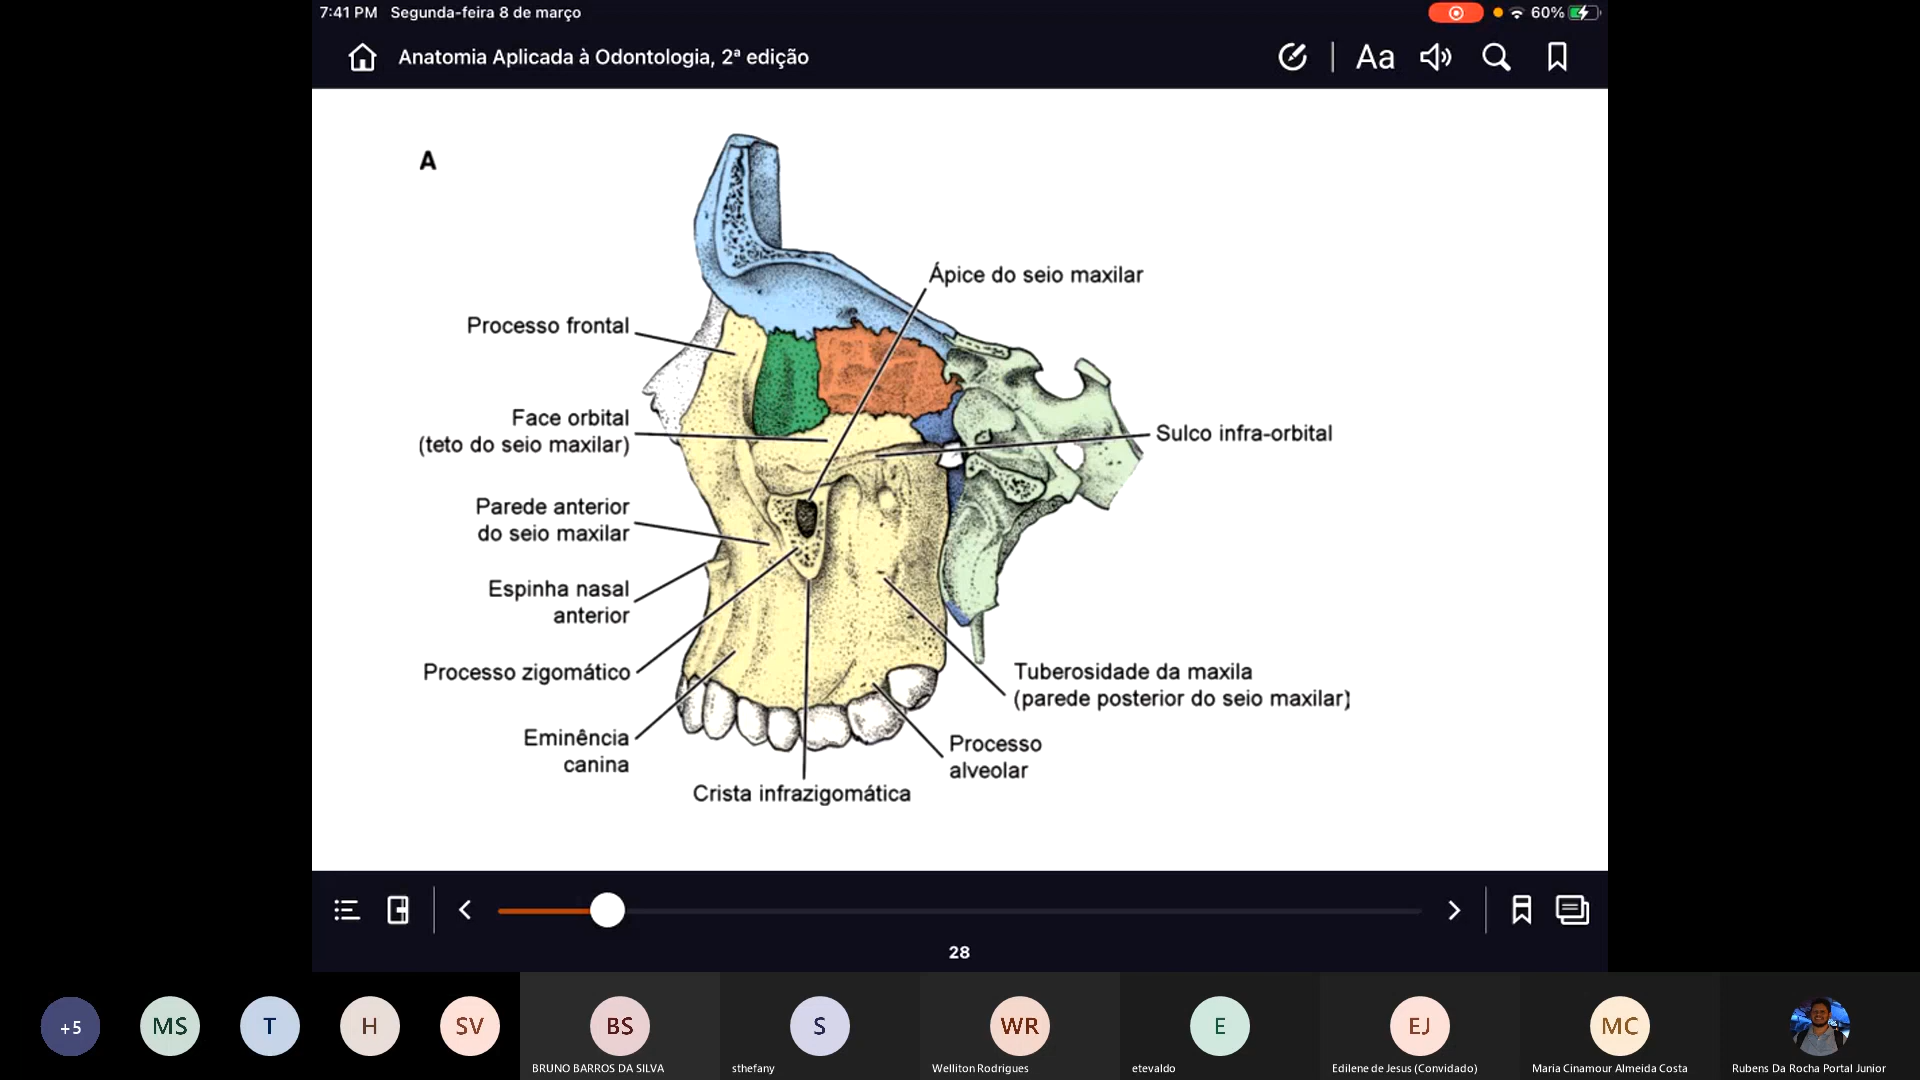 7:41 PM Segunda-feira 8 de março
60%
Anatomia Aplicada à Odontologia, 2ª edição
Aa
A
Ápice do seio maxilar
Processo frontal
Face orbital
(teto do seio maxilar)
Sulco infra-orbital
Parede anterior
do seio maxilar
Espinha nasal
anterior
Processo zigomático
Tuberosidade da maxila
(parede posterior do seio maxilar)
Eminência
canina
Processo
alveolar
Crista infrazigomática
28
+5
MS
T
H
SV
BS
S
WR
E
EJ
MC
BRUNO BARROS DA SILVA
sthefany
Welliton Rodrigues
etevaldo
Edilene de Jesus (Convidado)
Maria Cinamour Almeida Costa
Rubens Da Rocha Portal Junior